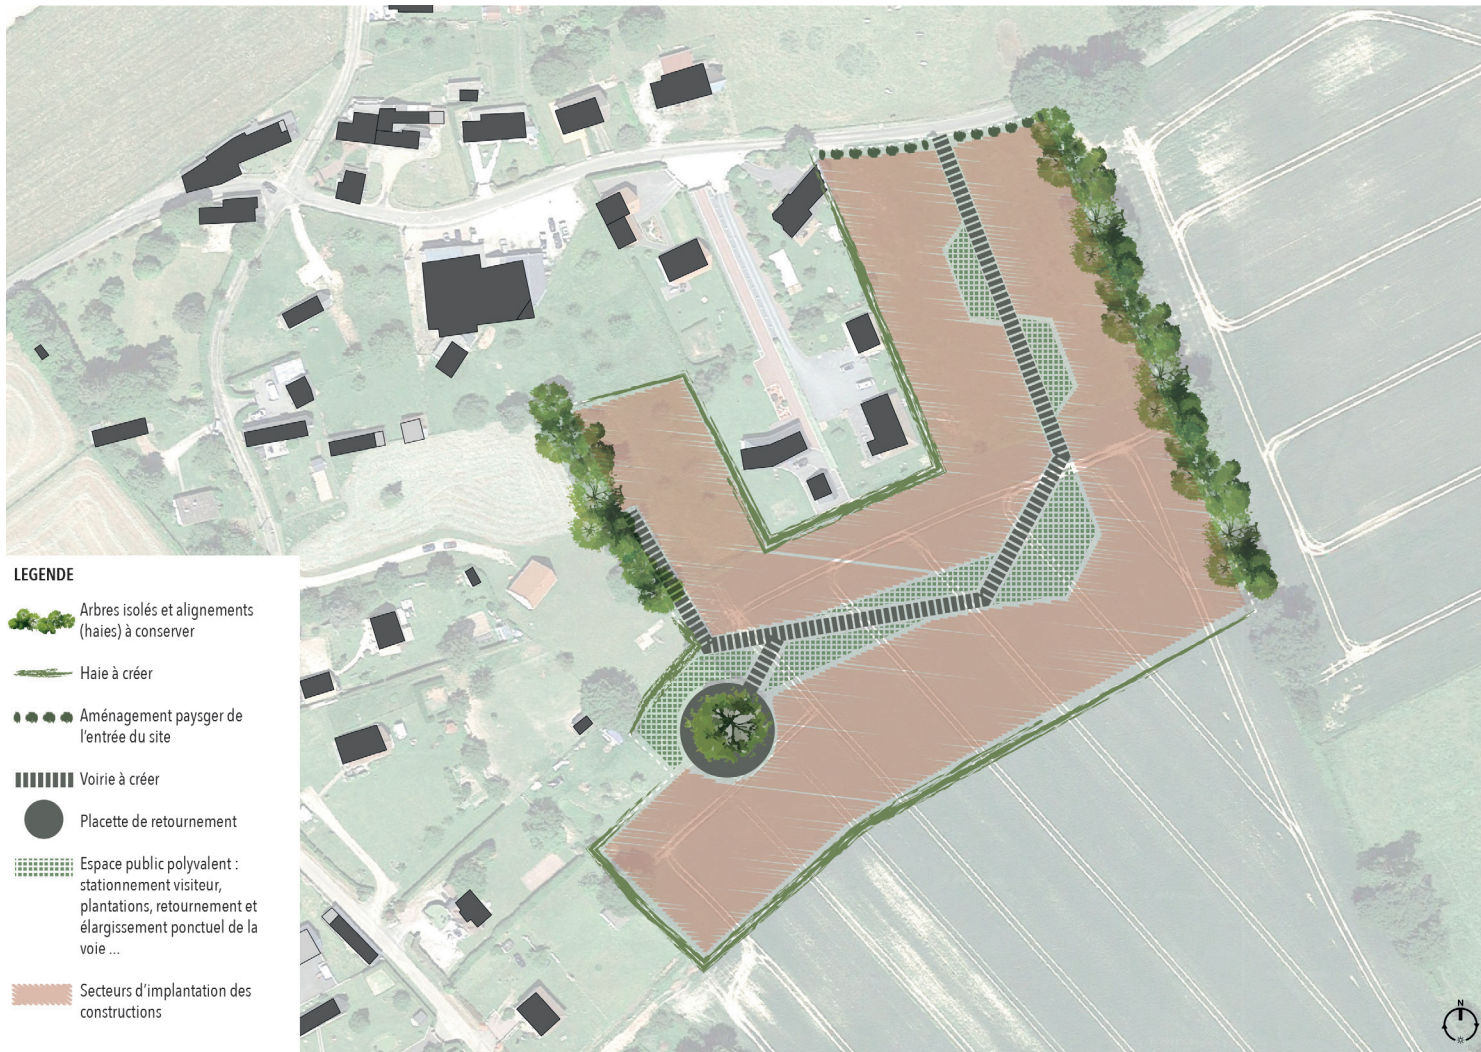 LEGENDE
Arbres isolés et alignements
(haies) à conserver
Haie à créer
Aménagement paysger de
l'entrée du site
Voirie à créer
Placette de retournement
Espace public polyvalent :
stationnement visiteur,
plantations, retournement et
élargissement ponctuel de la
voie ...
Secteurs d'implantation des
constructions
N